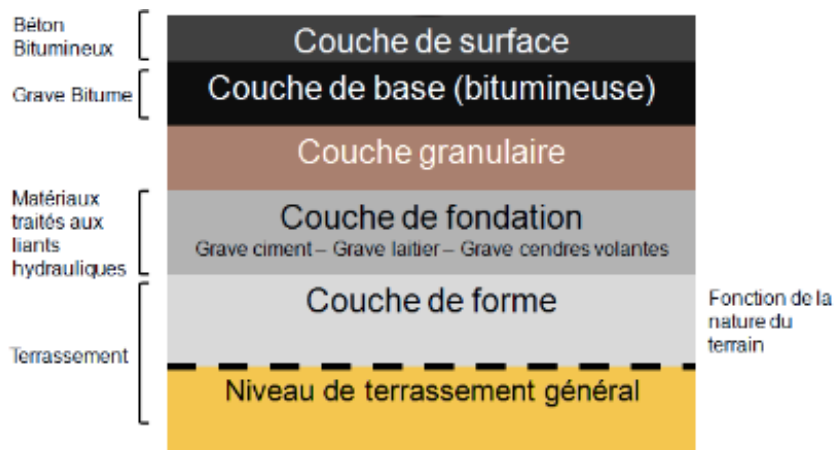 Béton
Bitumineux
Couche de surface
Grave Bitume
Couche de base (bitumineuse)
Couche granulaire
Matériaux
traités aux
liants
hydrauliques
Couche de fondation
Grave ciment – Grave laitier – Grave cendres volantes
Couche de forme
Fonction de la
nature du
terrain
Terrassement
Niveau de terrassement général